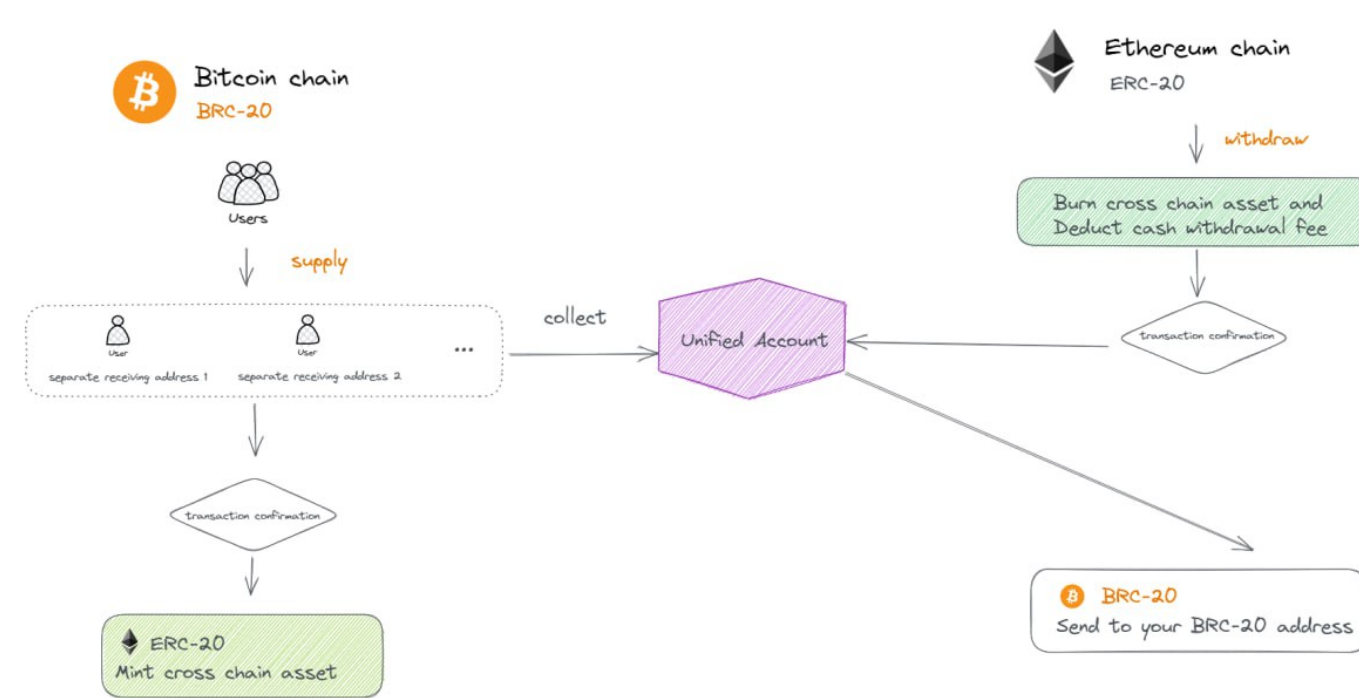 Bitcoin chain
BRC-20
Users
supply
User
separate receiving address 1
User
separate receiving address 2
...
collect
transaction confirmation
ERC-20
Mint cross chain asset
Unified Account
Ethereum chain
ERC-20
withdraw
Burn cross chain asset and
Deduct cash withdrawal fee
transaction confirmation
BRC-20
Send to your BRC-20 address